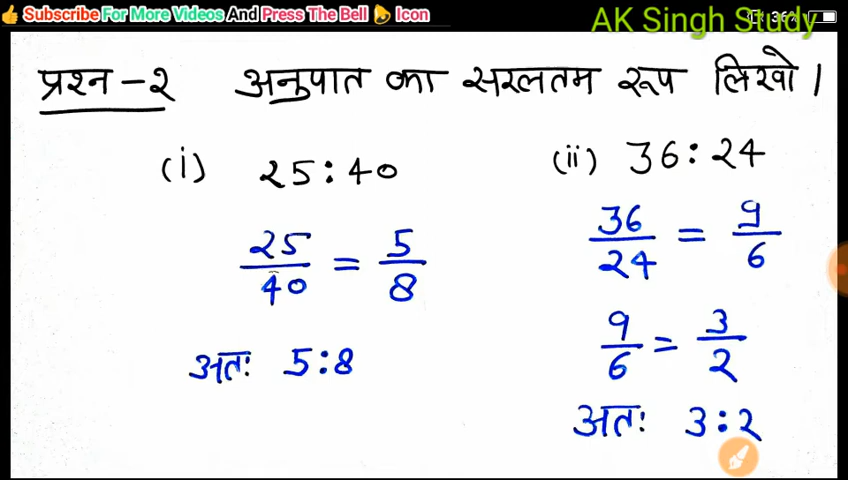 👍 Subscribe For More Videos And Press The Bell 🔔 Icon
AK Singh Study
36%
प्रश्न -२ अनुपात का सरलतम रूप लिखो।
(i) 25:40
(ii) 36:24
25/40 = 5/8
36/24 = 9/6
9/6 = 3/2
अतः 5:8
अतः 3:2